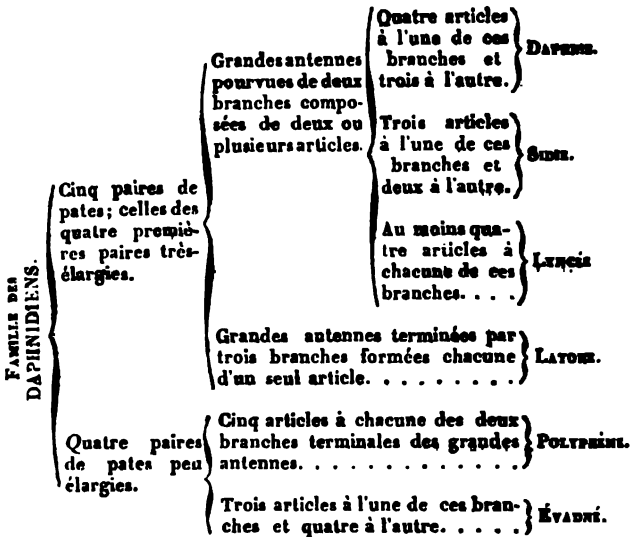 FAMILLE DES
DAPHNIDIENS.
Cinq paires de
pates; celles des
quatre premiè-
res paires très-
élargies.
Grandes antennes
pourvues de deux
branches compo-
sées de deux ou
plusieurs articles.
Quatre articles
à l'une de ces
branches et
trois à l'autre.
DAPHNIE.
Trois articles
à l'une de ces
branches et
deux à l'autre.
SIDIE.
Au moins qua-
tre articles à
chacune de ces
branches. . . .
LYNCÉE
Grandes antennes terminées par
trois branches formées chacune
d'un seul article. . . . . . . .
LATONE.
Quatre paires
de pates peu
élargies.
Cinq articles à chacune des deux
branches terminales des grandes
antennes. . . . . . . . . . . .
POLYPHÈME.
Trois articles à l'une de ces bran-
ches et quatre à l'autre. . . . .
ÉVADNÉ.